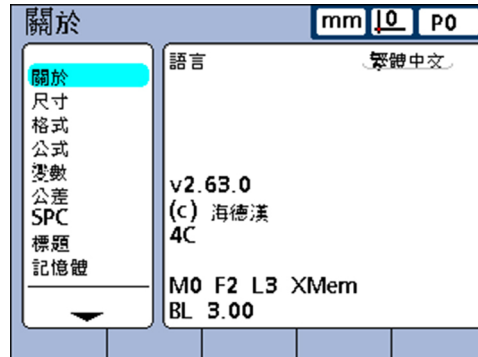 關於
mm 0 P0
關於
尺寸
格式
公式
變數
公差
SPC
標題
記憶體
語言 繁體中文
v2.63.0
(c) 海德漢
4C
M0 F2 L3 XMem
BL 3.00